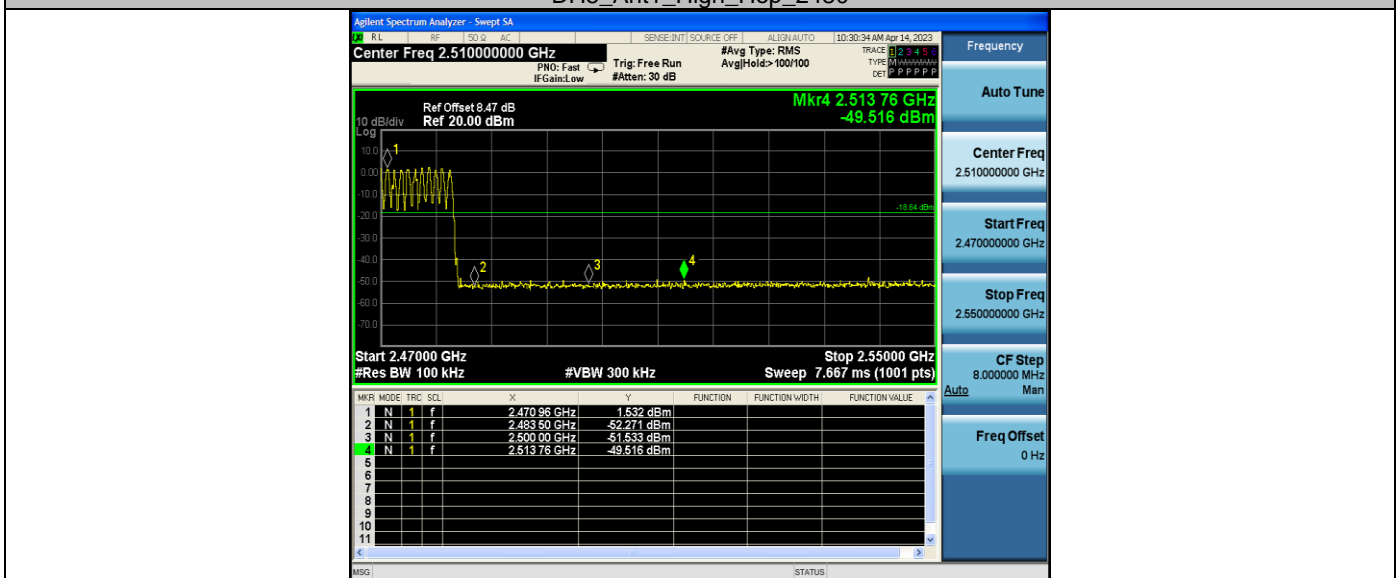 Agilent Spectrum Analyzer - Swept SA
RL RF 50 Ω AC SENSE:INT SOURCE OFF ALIGN AUTO 10:30:34 AM Apr 14, 2023
Center Freq 2.510000000 GHz
PNO: Fast
IFGain:Low
Trig: Free Run
#Atten: 30 dB
#Avg Type: RMS
Avg|Hold:>100/100
TRACE 1 2 3 4 5 6
TYPE M
DET P P P P P P
Frequency
Auto Tune
Mkr4 2.513 76 GHz
-49.516 dBm
Ref Offset 8.47 dB
10 dB/div Ref 20.00 dBm
Log
10.0
0.00
-10.0
-20.0
-30.0
-40.0
-50.0
-60.0
-70.0
1
2
3
4
-18.64 dBm
Center Freq
2.510000000 GHz
Start Freq
2.470000000 GHz
Stop Freq
2.550000000 GHz
Start 2.47000 GHz Stop 2.55000 GHz
#Res BW 100 kHz #VBW 300 kHz Sweep 7.667 ms (1001 pts)
CF Step
8.000000 MHz
Auto Man
Freq Offset
0 Hz
MKR MODE TRC SCL X Y FUNCTION FUNCTION WIDTH FUNCTION VALUE
1 N 1 f 2.470 96 GHz 1.532 dBm
2 N 1 f 2.483 50 GHz -52.271 dBm
3 N 1 f 2.500 00 GHz -51.533 dBm
4 N 1 f 2.513 76 GHz -49.516 dBm
5
6
7
8
9
10
11
MSG STATUS